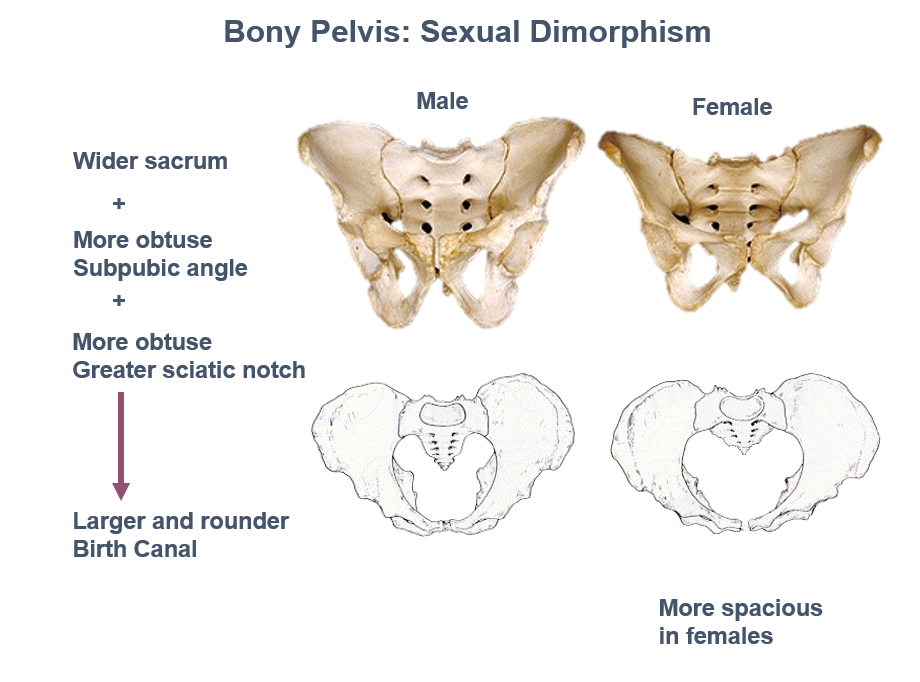 Bony Pelvis: Sexual Dimorphism
Male
Female
Wider sacrum
+
More obtuse
Subpubic angle
+
More obtuse
Greater sciatic notch
Larger and rounder
Birth Canal
More spacious
in females